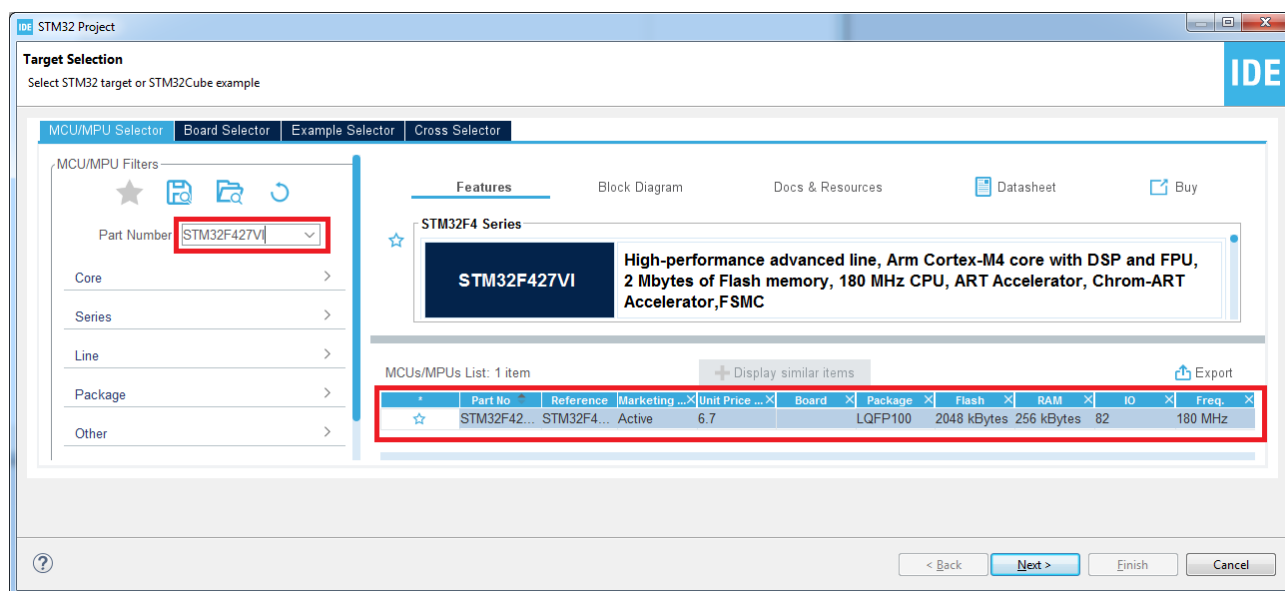 IDE STM32 Project
Target Selection
Select STM32 target or STM32Cube example
IDE
MCU/MPU Selector Board Selector Example Selector Cross Selector
MCU/MPU Filters
Part Number STM32F427VI
Core
Series
Line
Package
Other
Features Block Diagram Docs & Resources Datasheet Buy
STM32F4 Series
STM32F427VI
High-performance advanced line, Arm Cortex-M4 core with DSP and FPU,
2 Mbytes of Flash memory, 180 MHz CPU, ART Accelerator, Chrom-ART
Accelerator,FSMC
MCUs/MPUs List: 1 item Display similar items Export
* Part No Reference Marketing ... Unit Price ... Board Package Flash RAM IO Freq.
STM32F42... STM32F4... Active 6.7 LQFP100 2048 kBytes 256 kBytes 82 180 MHz
? < Back Next > Finish Cancel